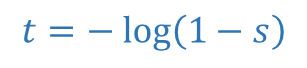 t = − log(1 − s)